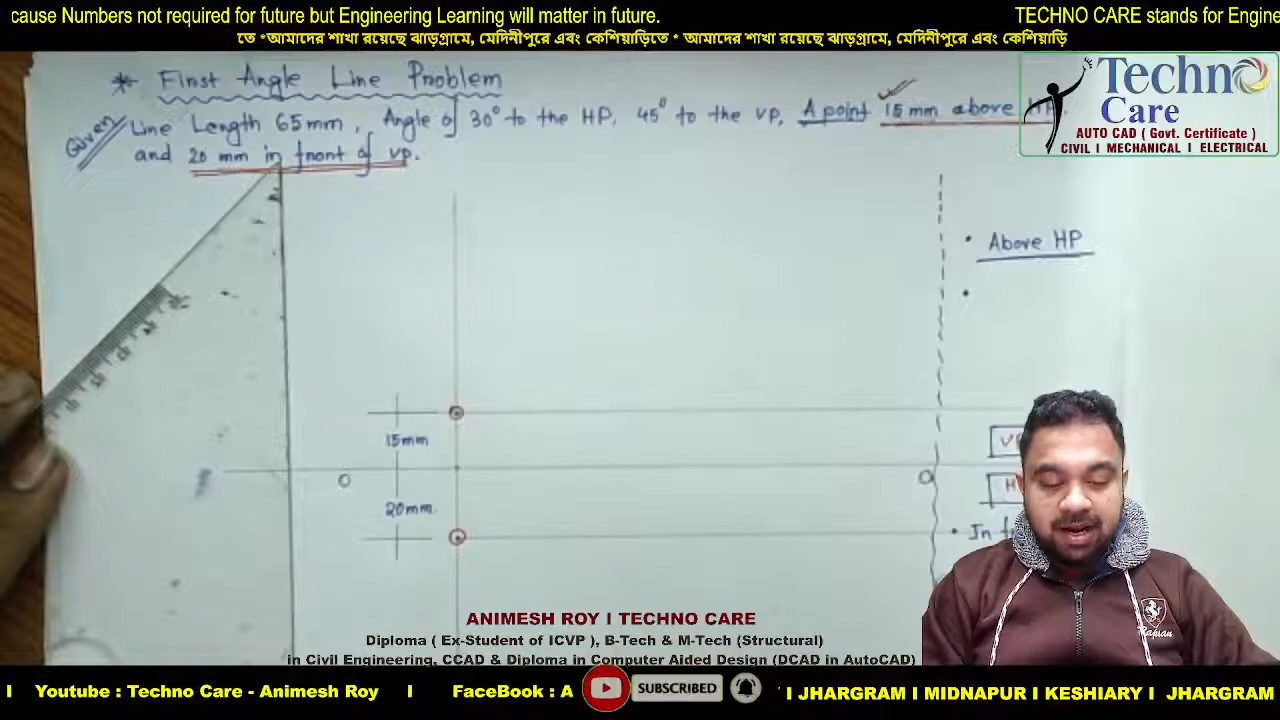 cause Numbers not required for future but Engineering Learning will matter in future.
TECHNO CARE stands for Engine
তে *আমাদের শাখা রয়েছে ঝাড়গ্রামে, মেদিনীপুরে এবং কেশিয়াড়িতে * আমাদের শাখা রয়েছে ঝাড়গ্রামে, মেদিনীপুরে এবং কেশিয়াড়ি
* First Angle Line Problem
Given
Line Length 65mm, Angle of 30° to the HP, 45° to the VP, A point 15 mm above HP.
and 20 mm in front of VP.
Techno
Care
AUTO CAD ( Govt. Certificate )
CIVIL I MECHANICAL I ELECTRICAL
• Above HP
•
15mm
VP
O
O
H
20mm.
• In f
ANIMESH ROY I TECHNO CARE
Diploma ( Ex-Student of ICVP ), B-Tech & M-Tech (Structural)
in Civil Engineering, CCAD & Diploma in Computer Aided Design (DCAD in AutoCAD)
I Youtube : Techno Care - Animesh Roy I FaceBook : A
SUBSCRIBED
I JHARGRAM I MIDNAPUR I KESHIARY I JHARGRAM